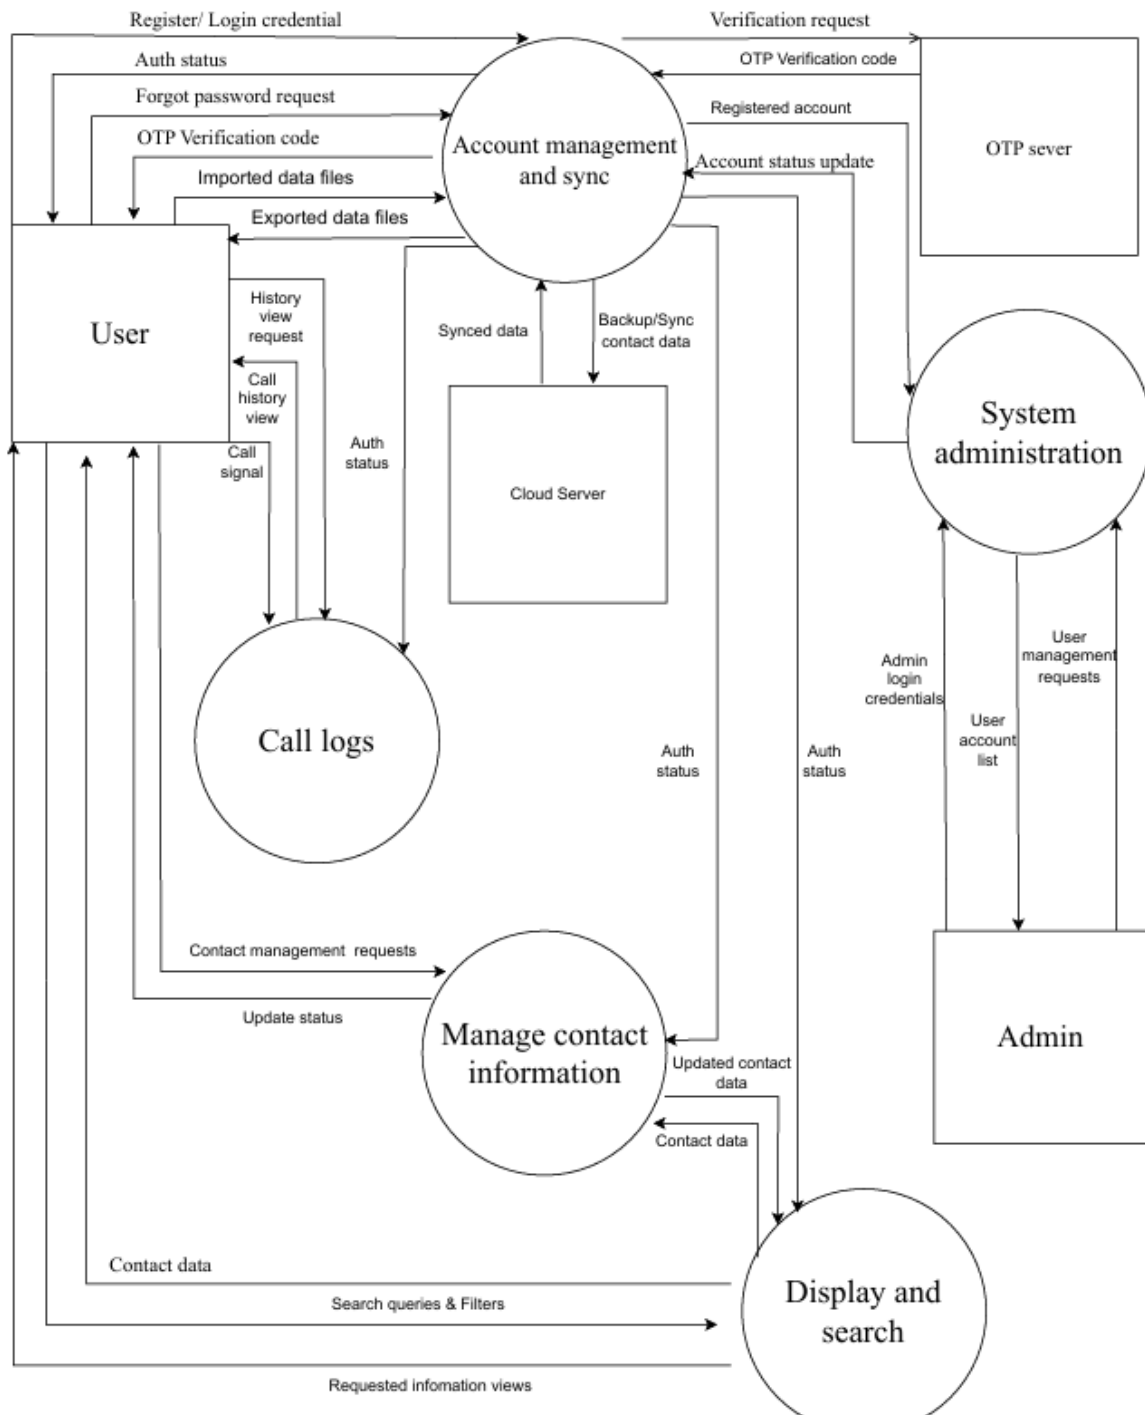 Register/ Login credential
Verification request
Auth status
OTP Verification code
Forgot password request
Registered account
OTP Verification code
Account management
and sync
OTP sever
Account status update
Imported data files
Exported data files
User
History
view
request
Synced data
Backup/Sync
contact data
Call
history
view
Call
signal
Auth
status
Cloud Server
System
administration
Call logs
Admin
login
credentials
User
management
requests
User
account
list
Auth
status
Auth
status
Contact management requests
Update status
Manage contact
information
Admin
Updated contact
data
Contact data
Contact data
Search queries & Filters
Display and
search
Requested infomation views